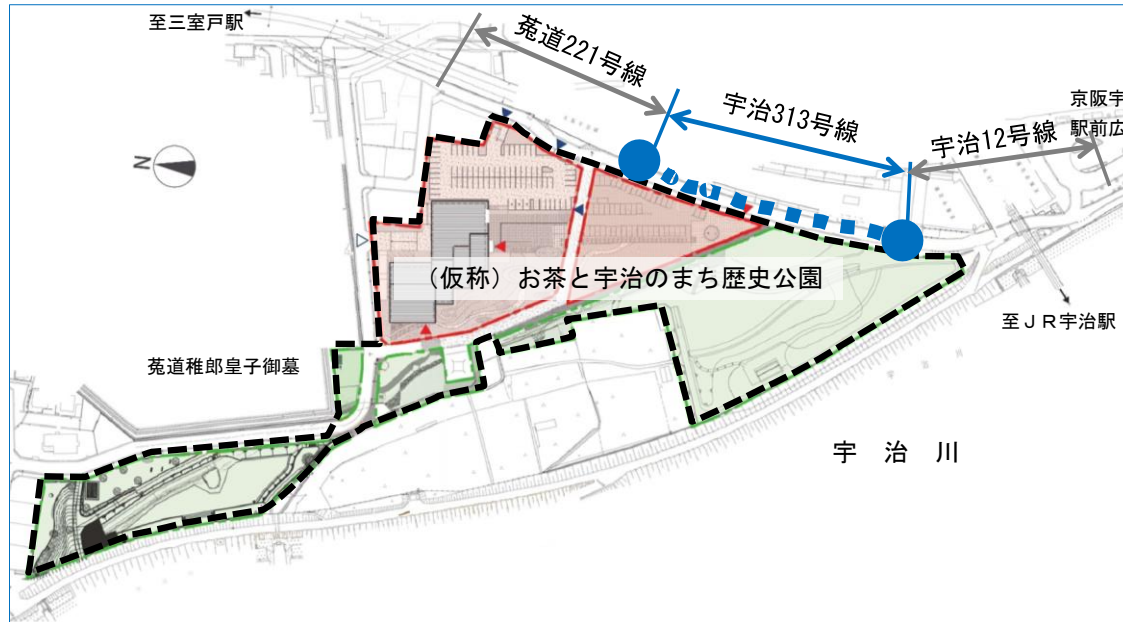 至三室戸駅
菟道221号線
宇治313号線
京阪宇
駅前広
宇治12号線
N
（仮称）お茶と宇治のまち歴史公園
至ＪＲ宇治駅
菟道稚郎皇子御墓
宇治川
宇 治 川